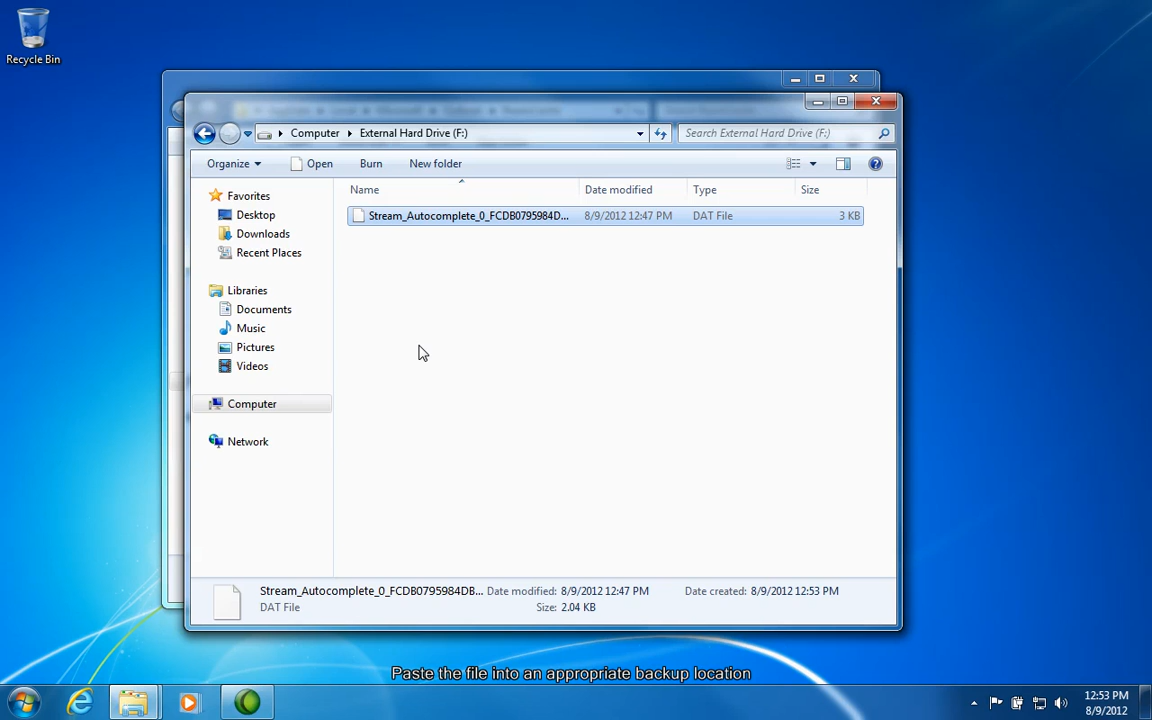 Recycle Bin
Computer
External Hard Drive (F:)
Search External Hard Drive (F:)
Organize
Open
Burn
New folder
Favorites
Desktop
Downloads
Recent Places
Libraries
Documents
Music
Pictures
Videos
Computer
Network
Name
Date modified
Type
Size
Stream_Autocomplete_0_FCDB0795984D... 8/9/2012 12:47 PM DAT File 3 KB
Stream_Autocomplete_0_FCDB0795984DB... Date modified: 8/9/2012 12:47 PM Date created: 8/9/2012 12:53 PM
DAT File Size: 2.04 KB
Paste the file into an appropriate backup location
12:53 PM
8/9/2012